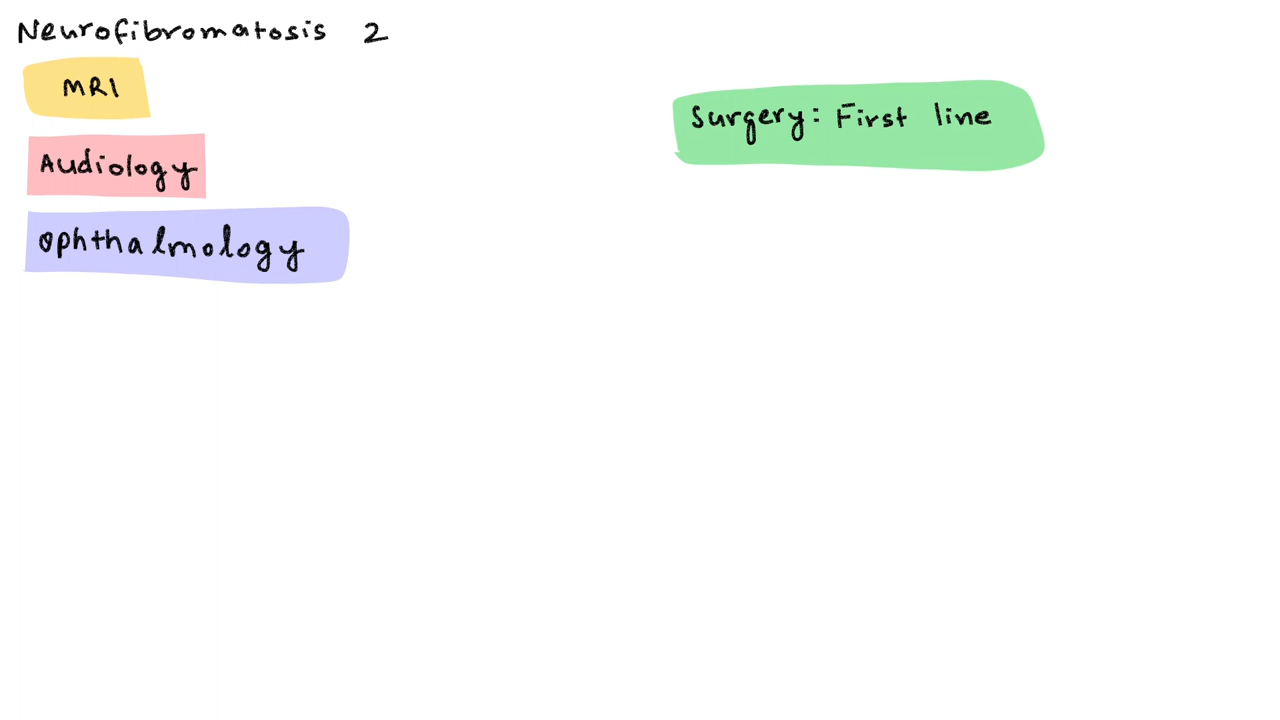 Neurofibromatosis 2
MRI
Surgery: First line
Audiology
Ophthalmology